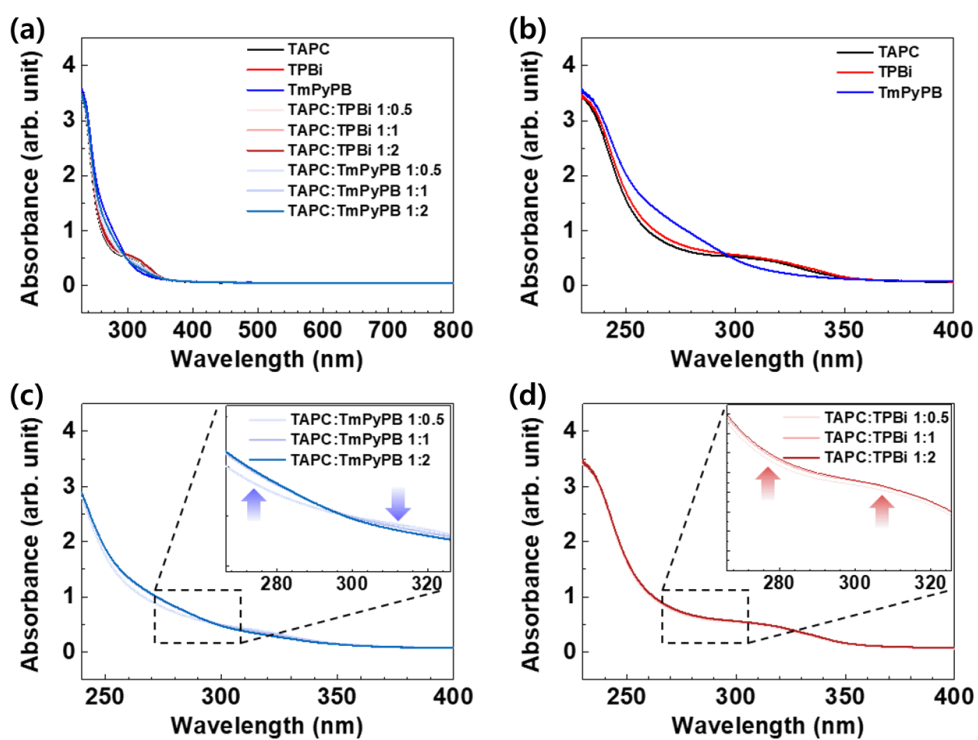 (a)
Absorbance (arb. unit)
4
3
2
1
0
TAPC
TPBi
TmPyPB
TAPC:TPBi 1:0.5
TAPC:TPBi 1:1
TAPC:TPBi 1:2
TAPC:TmPyPB 1:0.5
TAPC:TmPyPB 1:1
TAPC:TmPyPB 1:2
300 400 500 600 700 800
Wavelength (nm)
(b)
Absorbance (arb. unit)
4
3
2
1
0
TAPC
TPBi
TmPyPB
250 300 350 400
Wavelength (nm)
(c)
Absorbance (arb. unit)
4
3
2
1
0
TAPC:TmPyPB 1:0.5
TAPC:TmPyPB 1:1
TAPC:TmPyPB 1:2
280 300 320
250 300 350 400
Wavelength (nm)
(d)
Absorbance (arb. unit)
4
3
2
1
0
TAPC:TPBi 1:0.5
TAPC:TPBi 1:1
TAPC:TPBi 1:2
280 300 320
250 300 350 400
Wavelength (nm)